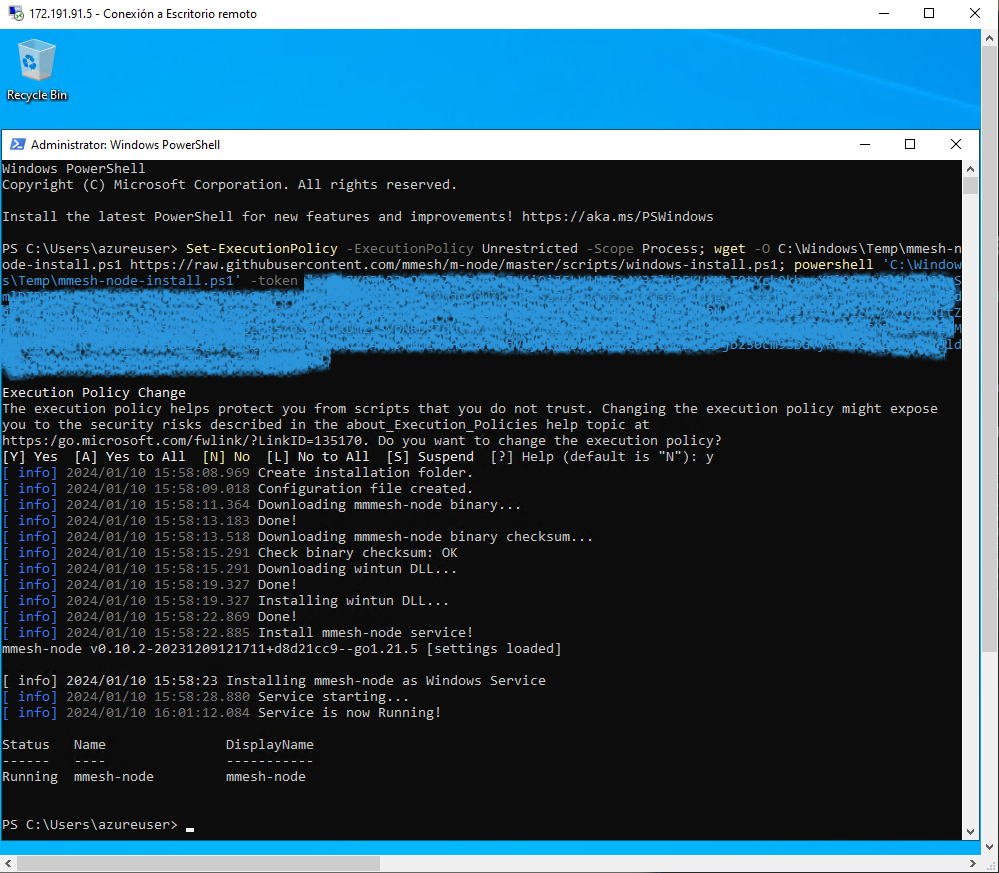 172.191.91.5 - Conexión a Escritorio remoto
Recycle Bin
Administrator: Windows PowerShell
Windows PowerShell
Copyright (C) Microsoft Corporation. All rights reserved.
Install the latest PowerShell for new features and improvements! https://aka.ms/PSWindows
PS C:\Users\azureuser> Set-ExecutionPolicy -ExecutionPolicy Unrestricted -Scope Process; wget -O C:\Windows\Temp\mmesh-n
ode-install.ps1 https://raw.githubusercontent.com/mmesh/m-node/master/scripts/windows-install.ps1; powershell 'C:\Window
s\Temp\mmesh-node-install.ps1' -token
Execution Policy Change
The execution policy helps protect you from scripts that you do not trust. Changing the execution policy might expose
you to the security risks described in the about_Execution_Policies help topic at
https:/go.microsoft.com/fwlink/?LinkID=135170. Do you want to change the execution policy?
[Y] Yes  [A] Yes to All  [N] No  [L] No to All  [S] Suspend  [?] Help (default is "N"): y
[ info] 2024/01/10 15:58:08.969 Create installation folder.
[ info] 2024/01/10 15:58:09.018 Configuration file created.
[ info] 2024/01/10 15:58:11.364 Downloading mmmesh-node binary...
[ info] 2024/01/10 15:58:13.183 Done!
[ info] 2024/01/10 15:58:13.518 Downloading mmmesh-node binary checksum...
[ info] 2024/01/10 15:58:15.291 Check binary checksum: OK
[ info] 2024/01/10 15:58:15.291 Downloading wintun DLL...
[ info] 2024/01/10 15:58:19.327 Done!
[ info] 2024/01/10 15:58:19.327 Installing wintun DLL...
[ info] 2024/01/10 15:58:22.869 Done!
[ info] 2024/01/10 15:58:22.885 Install mmesh-node service!
mmesh-node v0.10.2-20231209121711+d8d21cc9--go1.21.5 [settings loaded]
[ info] 2024/01/10 15:58:23 Installing mmesh-node as Windows Service
[ info] 2024/01/10 15:58:28.880 Service starting...
[ info] 2024/01/10 16:01:12.084 Service is now Running!
Status   Name               DisplayName
------   ----               -----------
Running  mmesh-node         mmesh-node
PS C:\Users\azureuser>